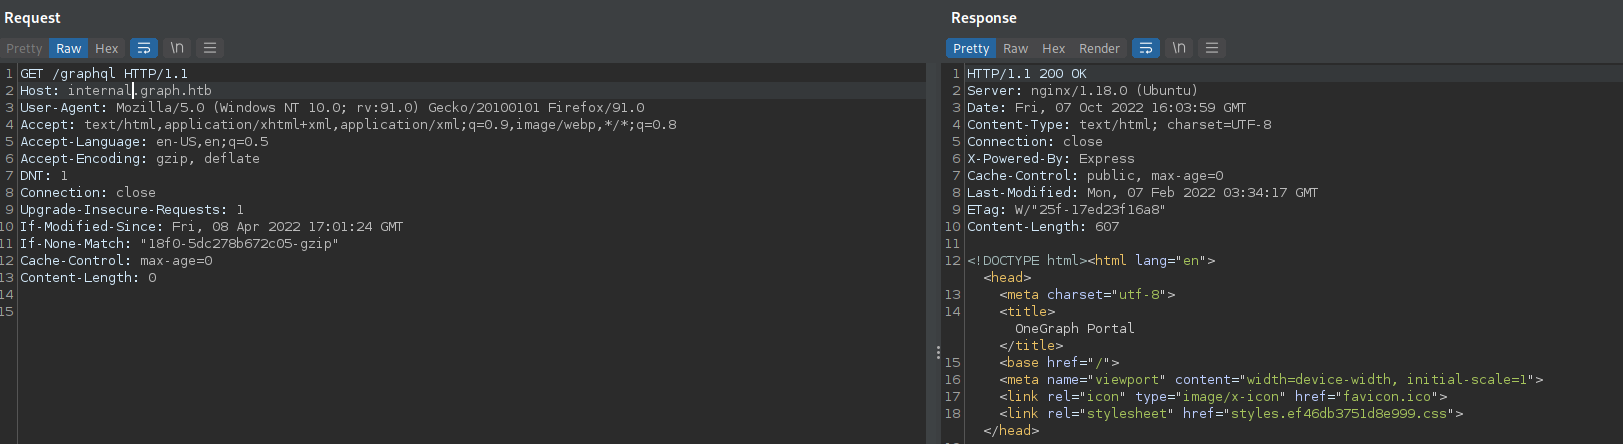 Request
Pretty Raw Hex \n
1 GET /graphql HTTP/1.1
2 Host: internal.graph.htb
3 User-Agent: Mozilla/5.0 (Windows NT 10.0; rv:91.0) Gecko/20100101 Firefox/91.0
4 Accept: text/html,application/xhtml+xml,application/xml;q=0.9,image/webp,*/*;q=0.8
5 Accept-Language: en-US,en;q=0.5
6 Accept-Encoding: gzip, deflate
7 DNT: 1
8 Connection: close
9 Upgrade-Insecure-Requests: 1
10 If-Modified-Since: Fri, 08 Apr 2022 17:01:24 GMT
11 If-None-Match: "18f0-5dc278b672c05-gzip"
12 Cache-Control: max-age=0
13 Content-Length: 0
14
15
Response
Pretty Raw Hex Render \n
1 HTTP/1.1 200 OK
2 Server: nginx/1.18.0 (Ubuntu)
3 Date: Fri, 07 Oct 2022 16:03:59 GMT
4 Content-Type: text/html; charset=UTF-8
5 Connection: close
6 X-Powered-By: Express
7 Cache-Control: public, max-age=0
8 Last-Modified: Mon, 07 Feb 2022 03:34:17 GMT
9 ETag: W/"25f-17ed23f16a8"
10 Content-Length: 607
11
12 <!DOCTYPE html><html lang="en">
<head>
13 <meta charset="utf-8">
14 <title>
OneGraph Portal
</title>
15 <base href="/">
16 <meta name="viewport" content="width=device-width, initial-scale=1">
17 <link rel="icon" type="image/x-icon" href="favicon.ico">
18 <link rel="stylesheet" href="styles.ef46db3751d8e999.css">
</head>